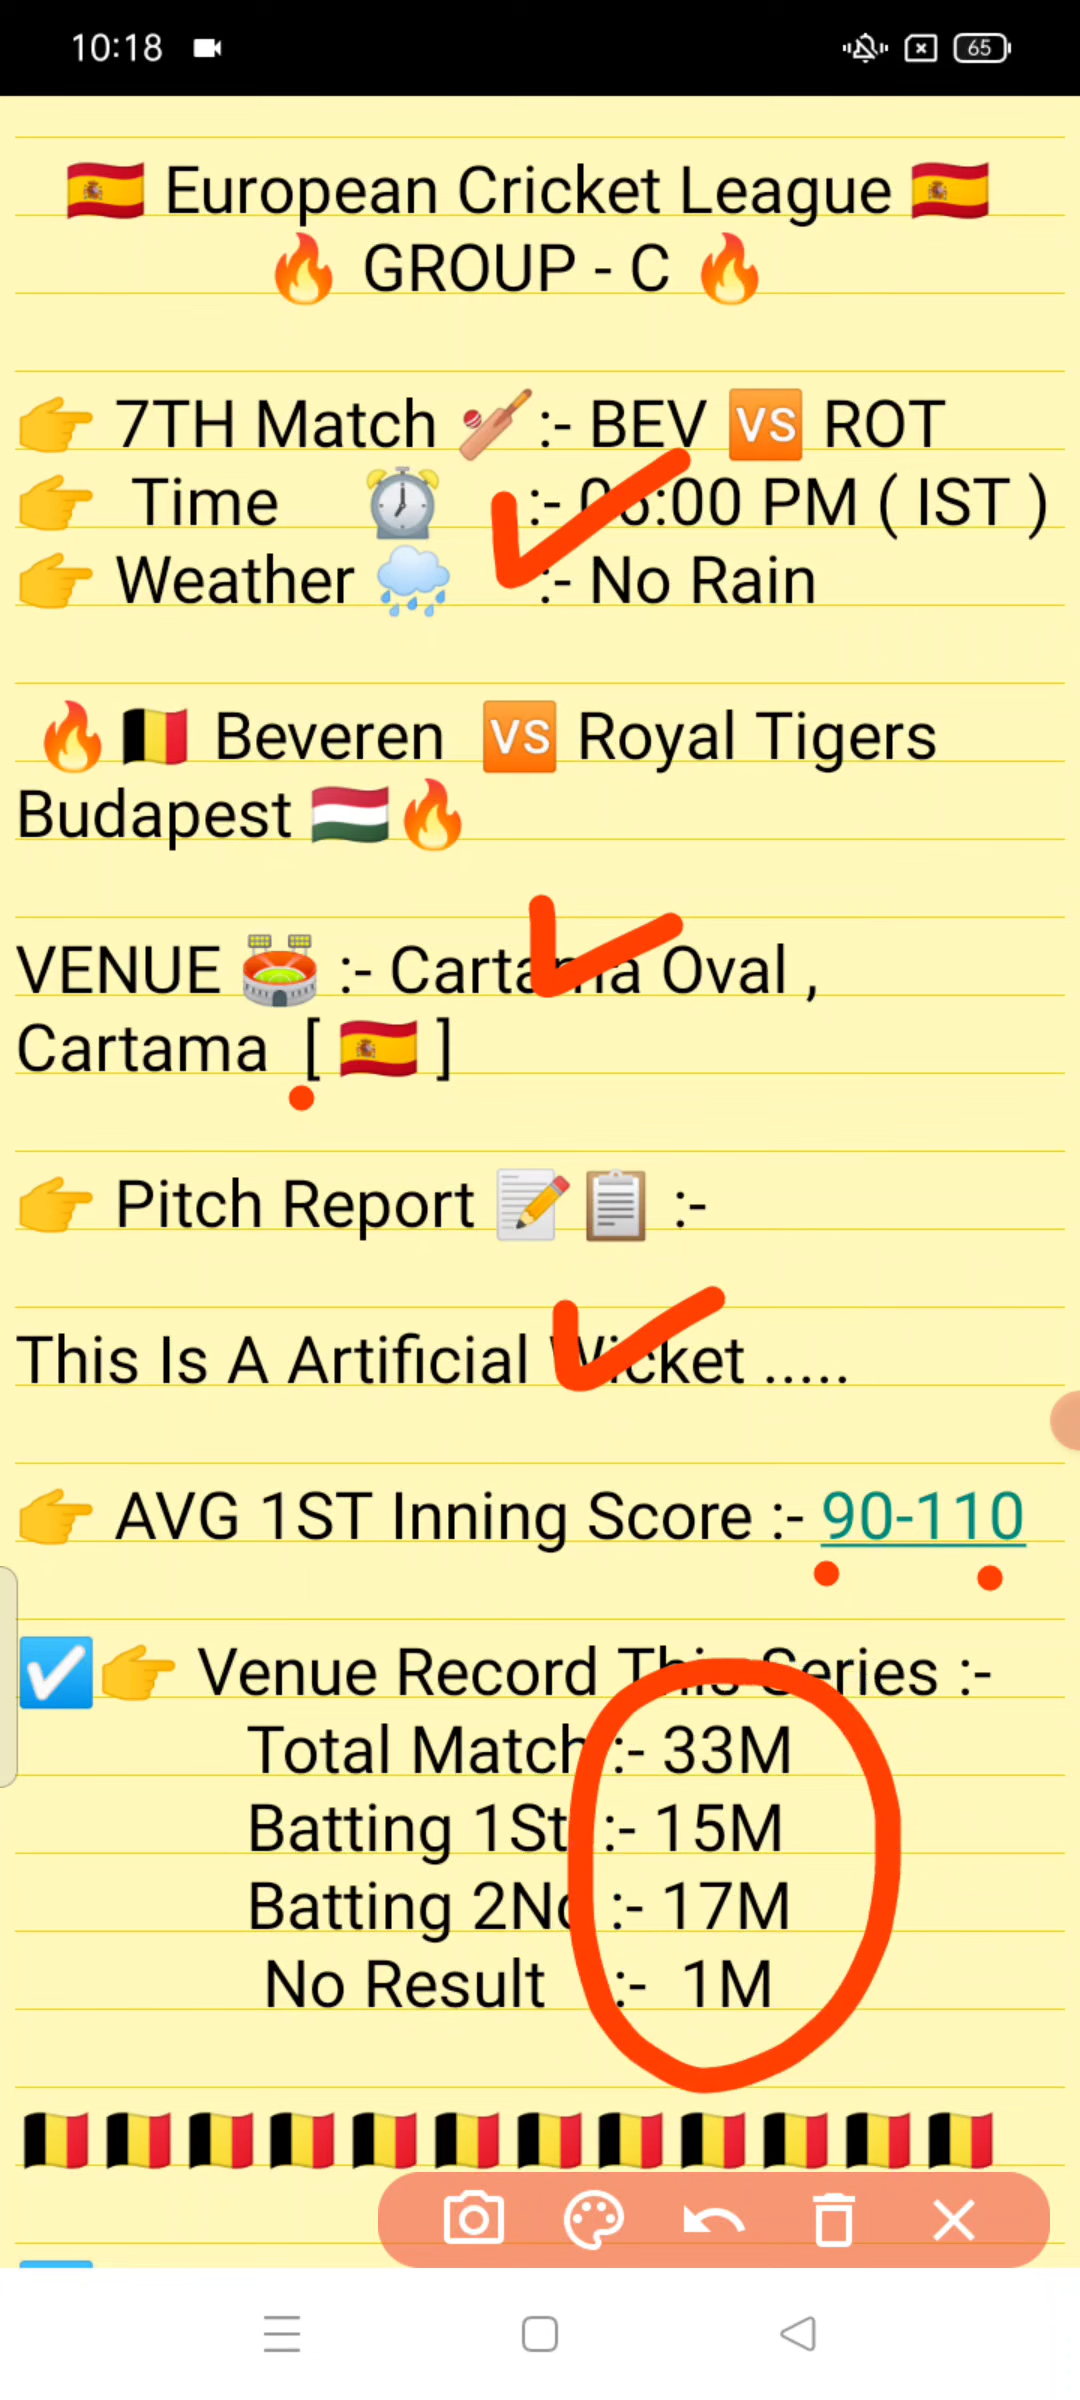 10:18
65
European Cricket League
GROUP - C
7TH Match :- BEV VS ROT
Time :- 06:00 PM ( IST )
Weather :- No Rain
Beveren VS Royal Tigers
Budapest
VENUE :- Cartama Oval ,
Cartama [ ]
Pitch Report :-
This Is A Artificial Wicket .....
AVG 1ST Inning Score :- 90-110
Venue Record This Series :-
Total Match :- 33M
Batting 1St :- 15M
Batting 2Nd :- 17M
No Result :- 1M